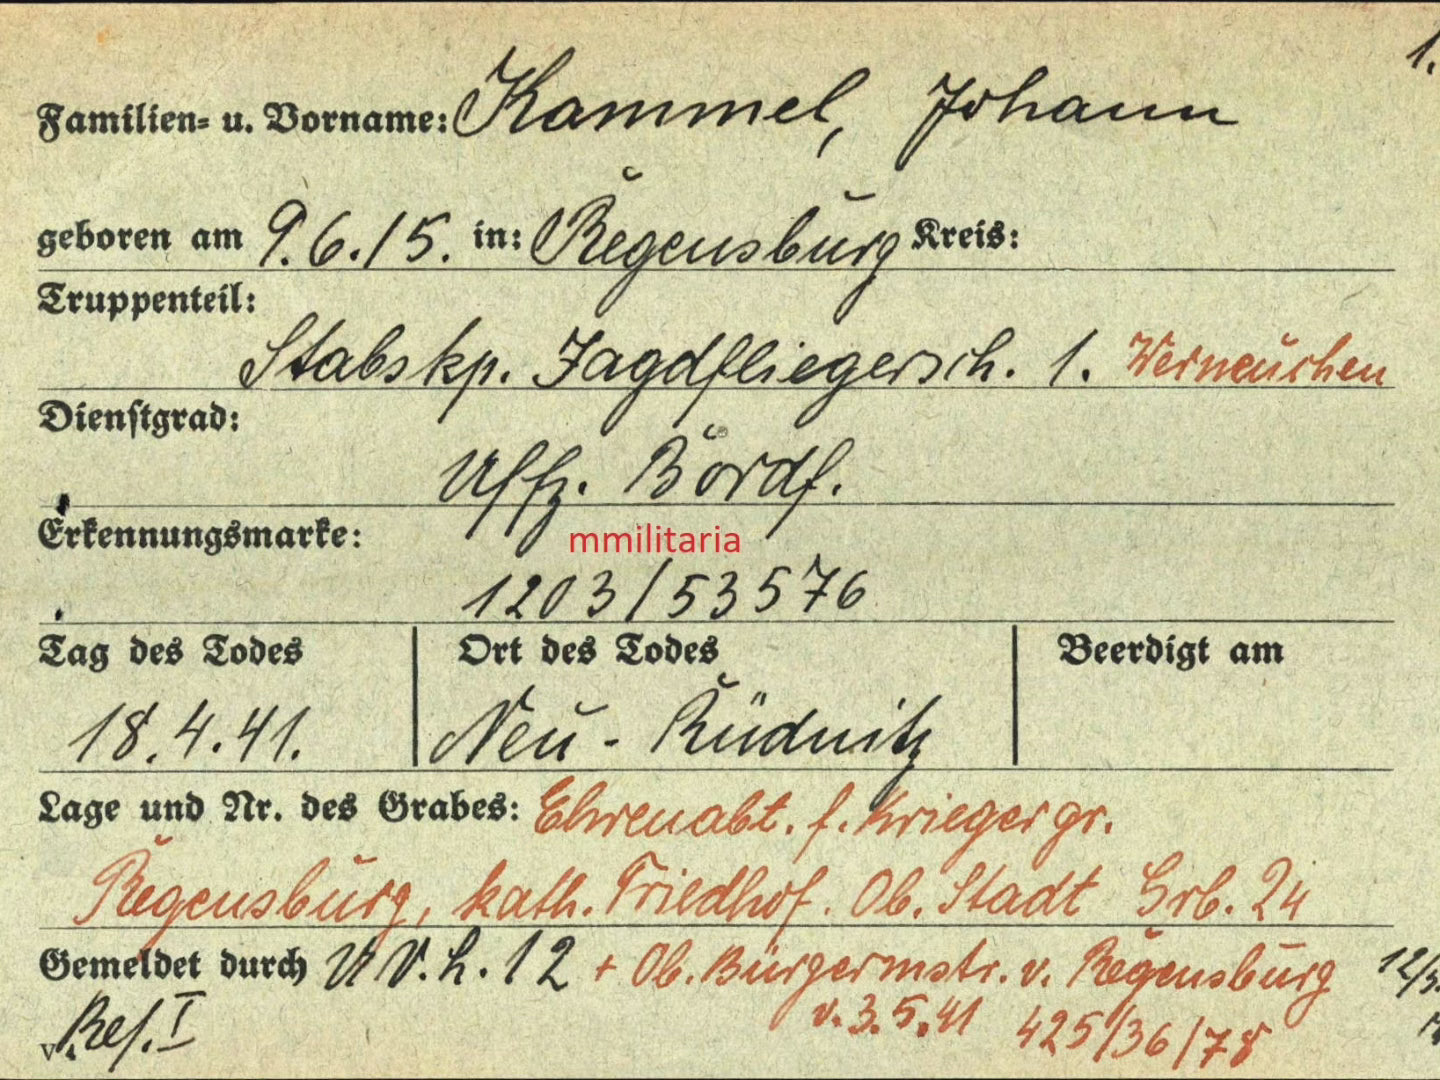 1.
Familien- u. Vorname: Kammel, Johann
geboren am 9.6.15. in: Regensburg Kreis:
Truppenteil:
Stabskp. Jagdfliegersch. 1. Werneuchen
Dienstgrad:
Uffz. Bordf.
Erkennungsmarke:
mmilitaria
1203/53576
Tag des Todes Ort des Todes Beerdigt am
18.4.41. Neu-Rüdnitz
Lage und Nr. des Grabes: Ehrenabt. f. Kriegergr.
Regensburg, kath. Friedhof. Ob. Stadt Grb. 24
Gemeldet durch V.h.12 + Ob. Bürgermstr. v. Regensburg 12/3.
v. Ref. I v. 3.5.41 425/36/78